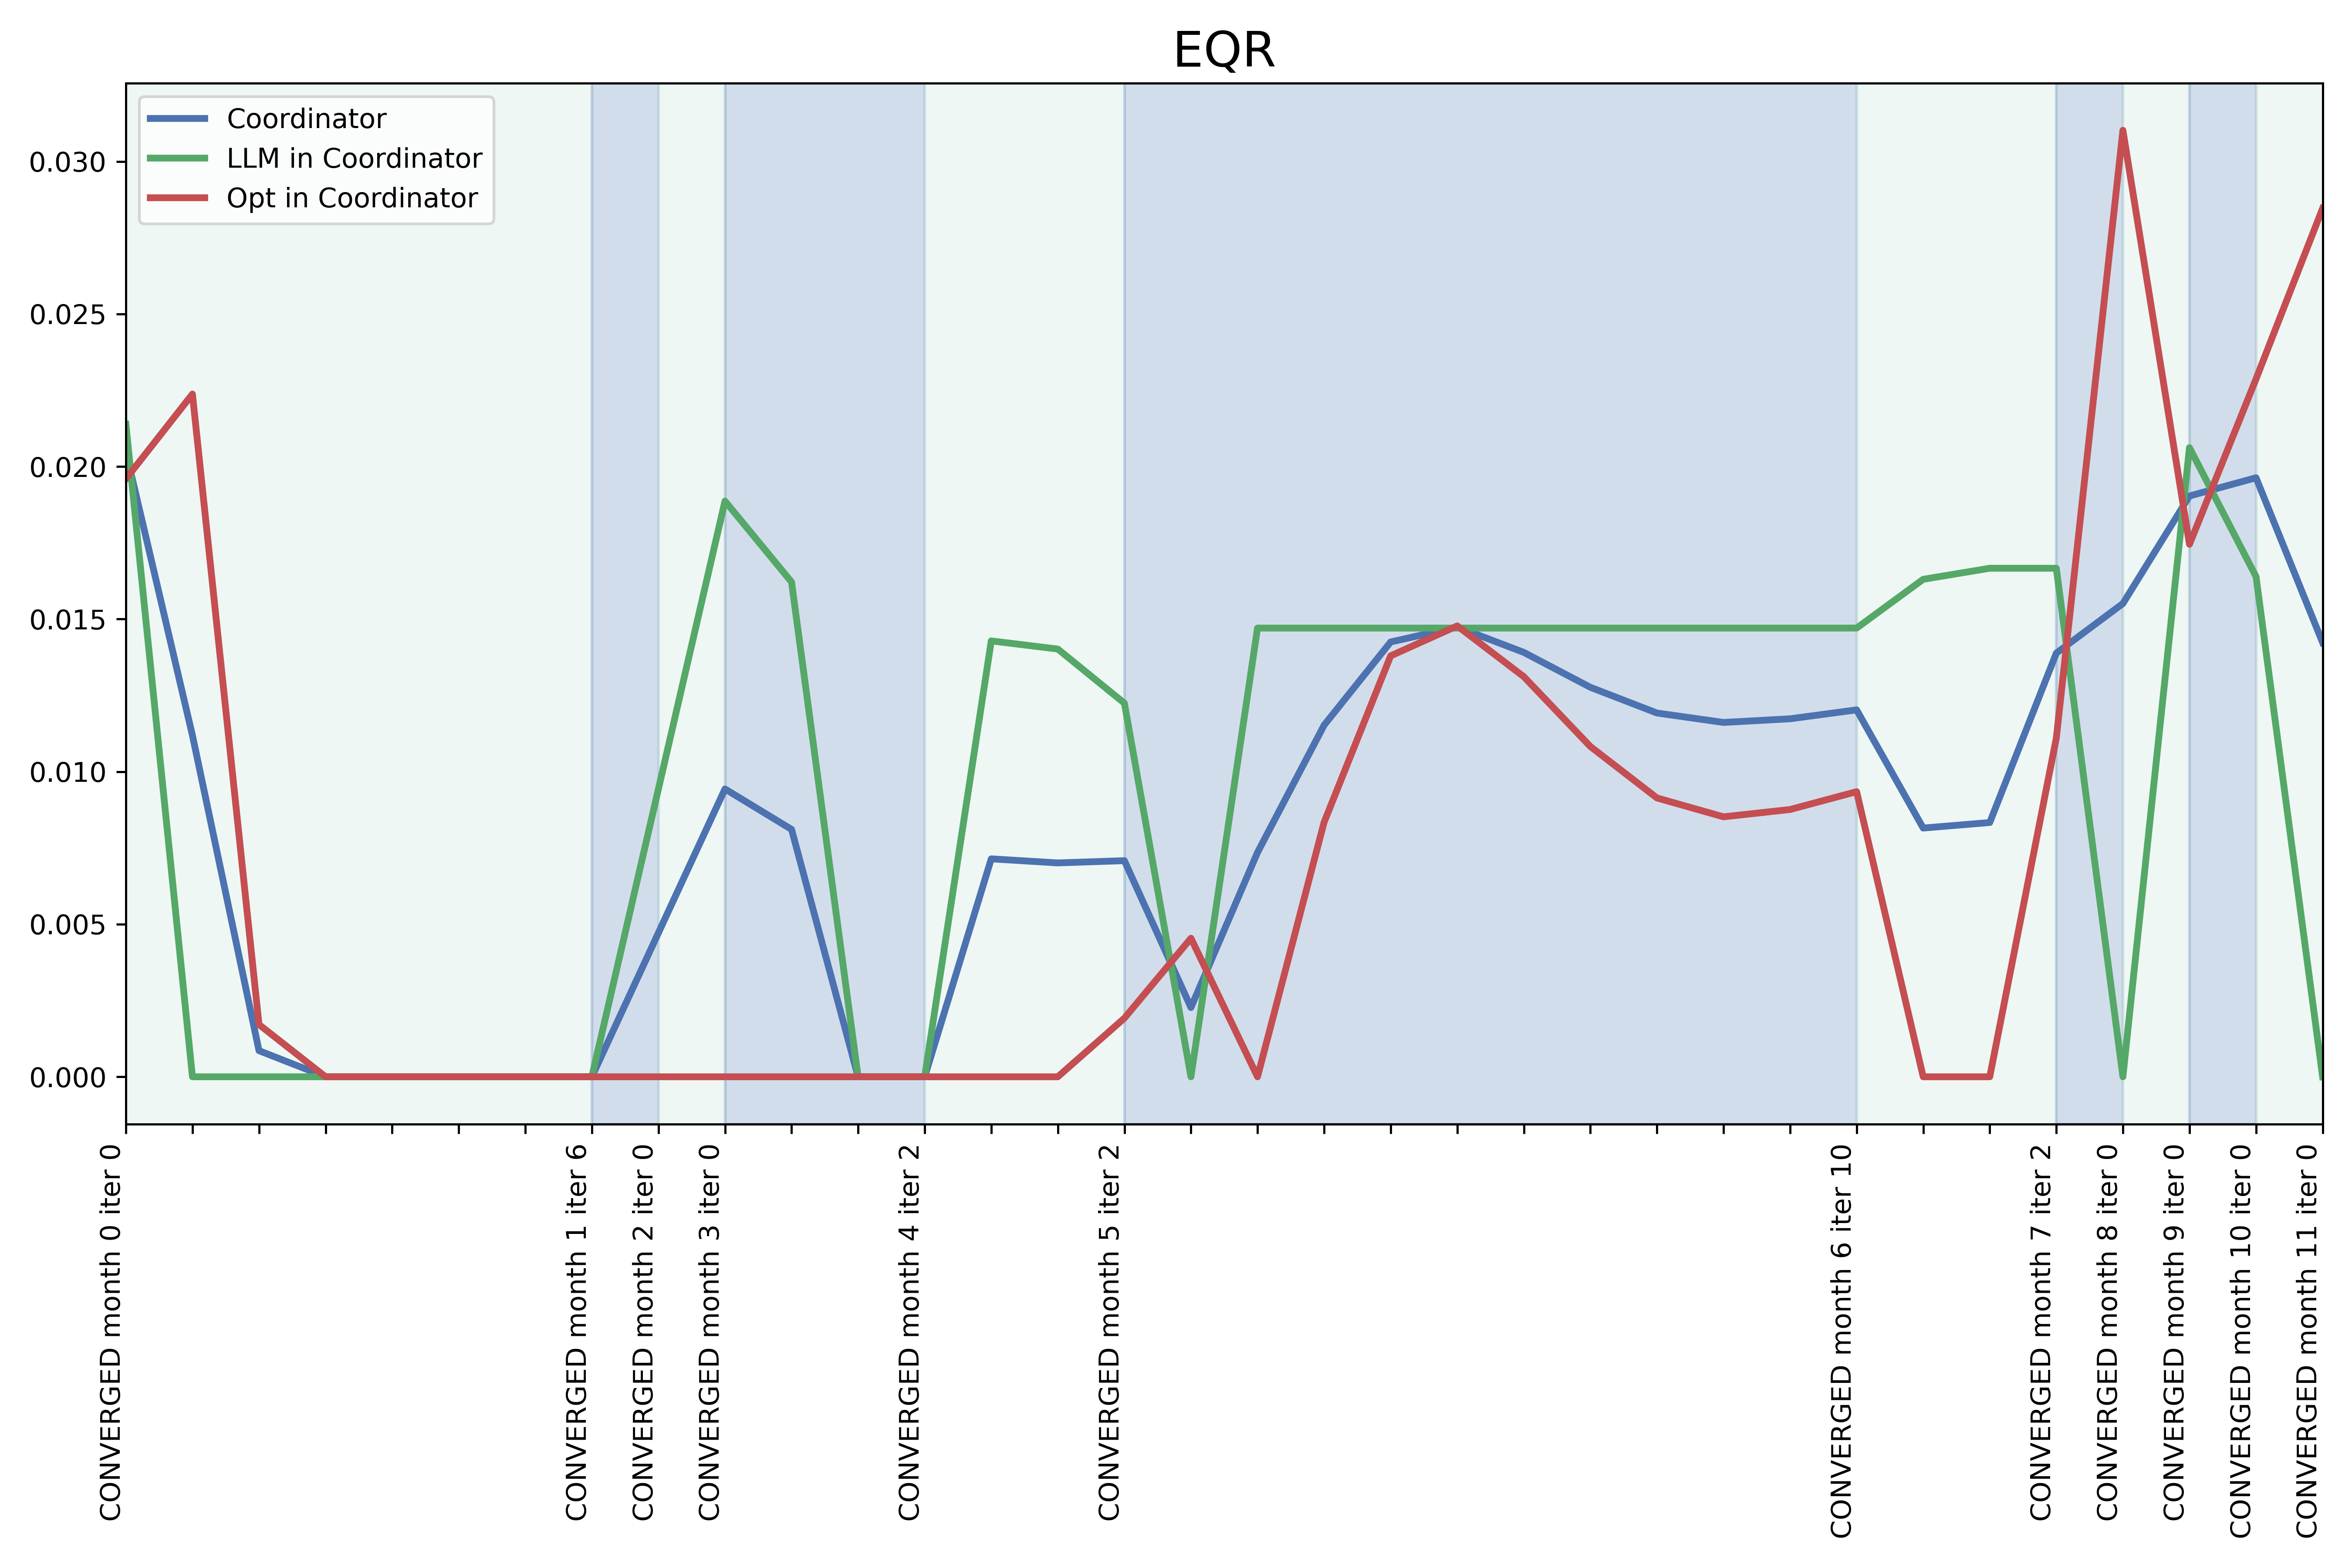 EQR
Coordinator
LLM in Coordinator
Opt in Coordinator
0.030
0.025
0.020
0.015
0.010
0.005
0.000
CONVERGED month 0 iter 0
CONVERGED month 1 iter 6
CONVERGED month 2 iter 0
CONVERGED month 3 iter 0
CONVERGED month 4 iter 2
CONVERGED month 5 iter 2
CONVERGED month 6 iter 10
CONVERGED month 7 iter 2
CONVERGED month 8 iter 0
CONVERGED month 9 iter 0
CONVERGED month 10 iter 0
CONVERGED month 11 iter 0